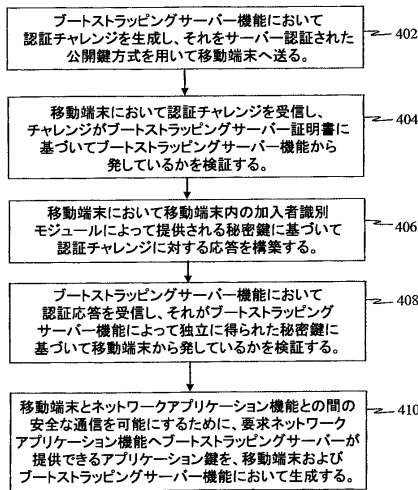 ブートストラッピングサーバー機能において
認証チャレンジを生成し、それをサーバー認証された
公開鍵方式を用いて移動端末へ送る。
402
移動端末において認証チャレンジを受信し、
チャレンジがブートストラッピングサーバー証明書に
基づいてブートストラッピングサーバー機能から
発しているかを検証する。
404
移動端末において移動端末内の加入者識別
モジュールによって提供される秘密鍵に基づいて
認証チャレンジに対する応答を構築する。
406
ブートストラッピングサーバー機能において
認証応答を受信し、それがブートストラッピング
サーバー機能によって独立に得られた秘密鍵に
基づいて移動端末から発しているかを検証する。
408
移動端末とネットワークアプリケーション機能との間の
安全な通信を可能にするために、要求ネットワーク
アプリケーション機能へブートストラッピングサーバーが
提供できるアプリケーション鍵を、移動端末および
ブートストラッピングサーバー機能において生成する。
410